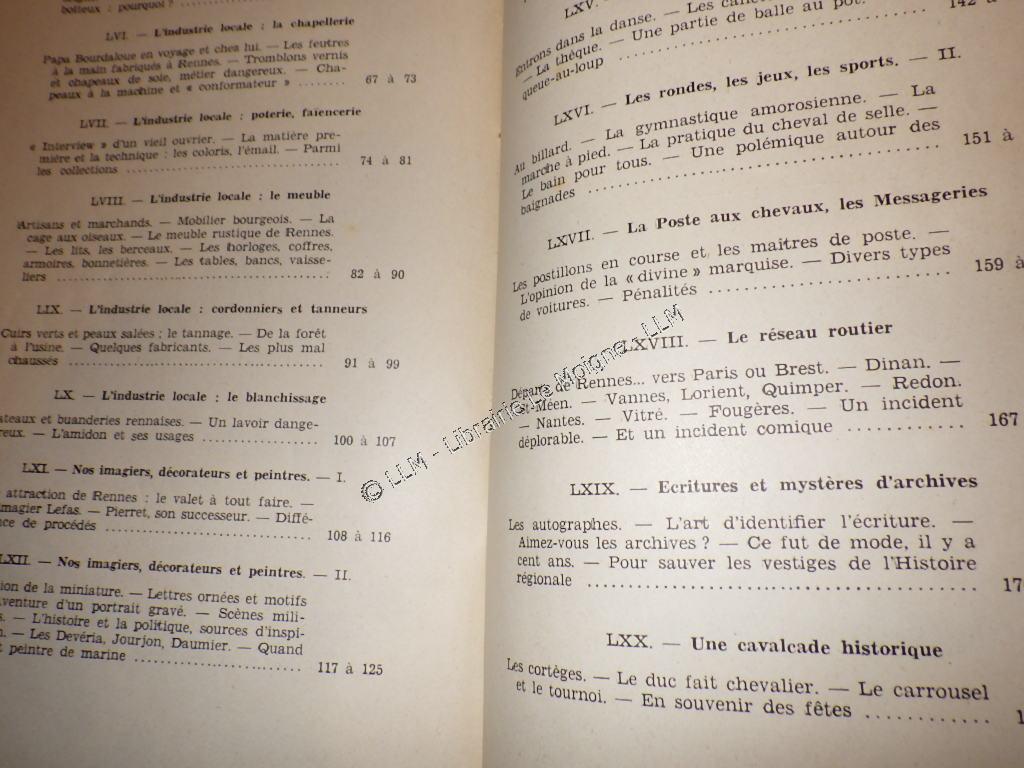 boiteux : pourquoi ?
LVI. — L'industrie locale : la chapellerie
Papa Bourdaloue en voyage et chez lui. — Les feutres
à la main fabriqués à Rennes. — Tromblons vernis
et chapeaux de soie, métier dangereux. — Cha-
peaux à la machine et « conformateur » ........ 67 à 73
LVII. — L'industrie locale : poterie, faïencerie
« Interview » d'un vieil ouvrier. — La matière pre-
mière et la technique : les coloris, l'émail. — Parmi
les collections ........ 74 à 81
LVIII. — L'industrie locale : le meuble
Artisans et marchands. — Mobilier bourgeois. — La
cage aux oiseaux. — Le meuble rustique de Rennes.
— Les lits, les berceaux. — Les horloges, coffres,
armoires, bonnetières. — Les tables, bancs, vaisse-
liers ........ 82 à 90
LIX. — L'industrie locale : cordonniers et tanneurs
Cuirs verts et peaux salées ; le tannage. — De la forêt
à l'usine. — Quelques fabricants. — Les plus mal
chaussés ........ 91 à 99
LX. — L'industrie locale : le blanchissage
ateaux et buanderies rennaises. — Un lavoir dange-
reux. — L'amidon et ses usages ........ 100 à 107
LXI. — Nos imagiers, décorateurs et peintres. — I.
attraction de Rennes : le valet à tout faire. —
magier Lefas. — Pierret, son successeur. — Diffé-
nce de procédés ........ 108 à 116
LXII. — Nos imagiers, décorateurs et peintres. — II.
ion de la miniature. — Lettres ornées et motifs
venture d'un portrait gravé. — Scènes mili-
s. — L'histoire et la politique, sources d'inspi-
n. — Les Devéria, Jourjon, Daumier. — Quand
t peintre de marine ........ 117 à 125
LXV. —
gnirons dans la danse. — Les
— La thèque. — Une partie de balle au pot.
queue-au-loup ........ 142 à
LXVI. — Les rondes, les jeux, les sports. — II.
Au billard. — La gymnastique amorosienne. — La
marche à pied. — La pratique du cheval de selle. —
Le bain pour tous. — Une polémique autour des
baignades ........ 151 à
LXVII. — La Poste aux chevaux, les Messageries
Les postillons en course et les maîtres de poste. —
L'opinion de la « divine » marquise. — Divers types
de voitures. — Pénalités ........ 159 à
LXVIII. — Le réseau routier
Départs de Rennes... vers Paris ou Brest. — Dinan. —
St-Méen. — Vannes, Lorient, Quimper. — Redon.
— Nantes. — Vitré. — Fougères. — Un incident
déplorable. — Et un incident comique ........ 167
LXIX. — Ecritures et mystères d'archives
Les autographes. — L'art d'identifier l'écriture. —
Aimez-vous les archives ? — Ce fut de mode, il y a
cent ans. — Pour sauver les vestiges de l'Histoire
régionale ........ 17
LXX. — Une cavalcade historique
Les cortèges. — Le duc fait chevalier. — Le carrousel
et le tournoi. — En souvenir des fêtes ........ 1
© LLM - Librairie Le Moigne, LLM